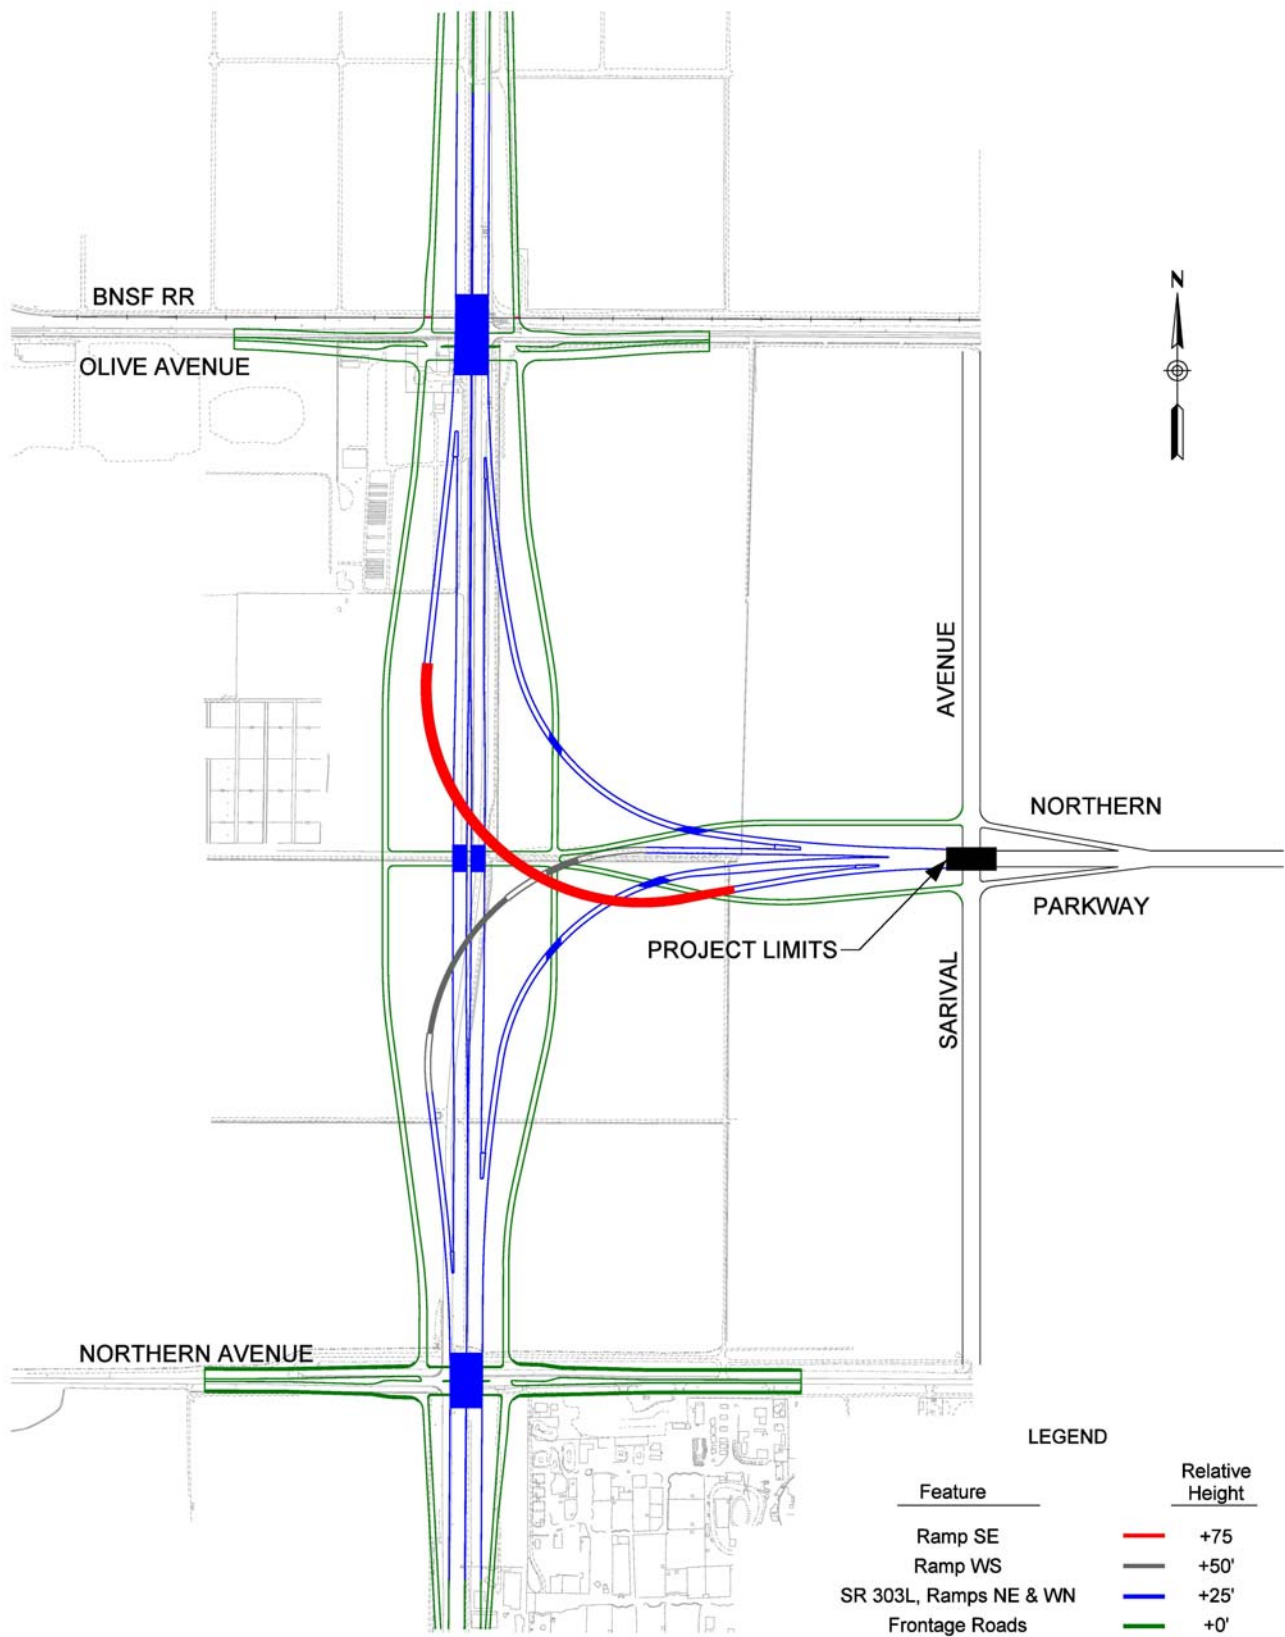 N
BNSF RR
OLIVE AVENUE
AVENUE
NORTHERN
PARKWAY
PROJECT LIMITS
SARIVAL
NORTHERN AVENUE
LEGEND
Feature
Relative
Height
Ramp SE +75
Ramp WS +50'
SR 303L, Ramps NE & WN +25'
Frontage Roads +0'